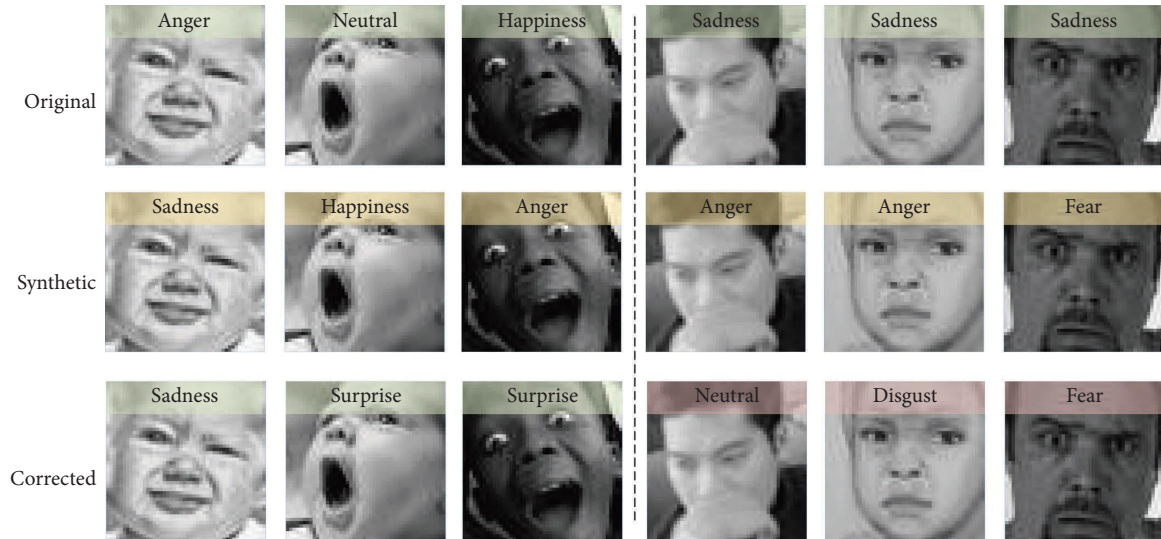 Anger Neutral Happiness Sadness Sadness Sadness
Original
Sadness Happiness Anger Anger Anger Fear
Synthetic
Sadness Surprise Surprise Neutral Disgust Fear
Corrected